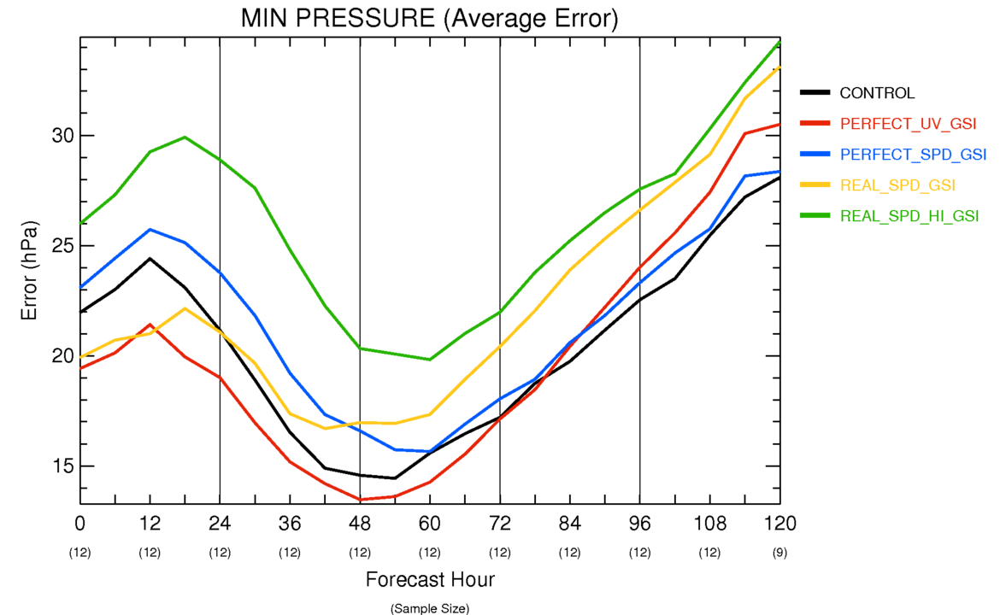 MIN PRESSURE (Average Error)
CONTROL
PERFECT_UV_GSI
PERFECT_SPD_GSI
REAL_SPD_GSI
REAL_SPD_HI_GSI
Error (hPa)
30
25
20
15
0 12 24 36 48 60 72 84 96 108 120
(12) (12) (12) (12) (12) (12) (12) (12) (12) (12) (9)
Forecast Hour
(Sample Size)